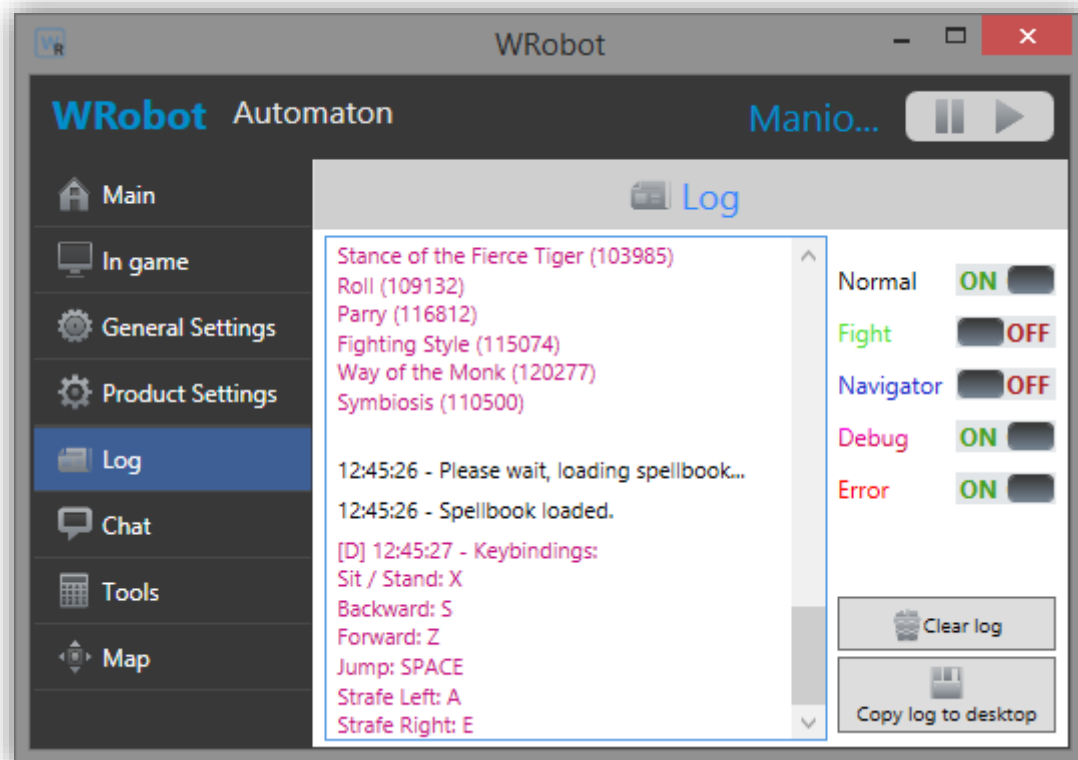 WR
WRobot
WRobot Automaton Manio...
Main
In game
General Settings
Product Settings
Log
Chat
Tools
Map
Log
Stance of the Fierce Tiger (103985)
Roll (109132)
Parry (116812)
Fighting Style (115074)
Way of the Monk (120277)
Symbiosis (110500)
12:45:26 - Please wait, loading spellbook...
12:45:26 - Spellbook loaded.
[D] 12:45:27 - Keybindings:
Sit / Stand: X
Backward: S
Forward: Z
Jump: SPACE
Strafe Left: A
Strafe Right: E
Normal ON
Fight OFF
Navigator OFF
Debug ON
Error ON
Clear log
Copy log to desktop